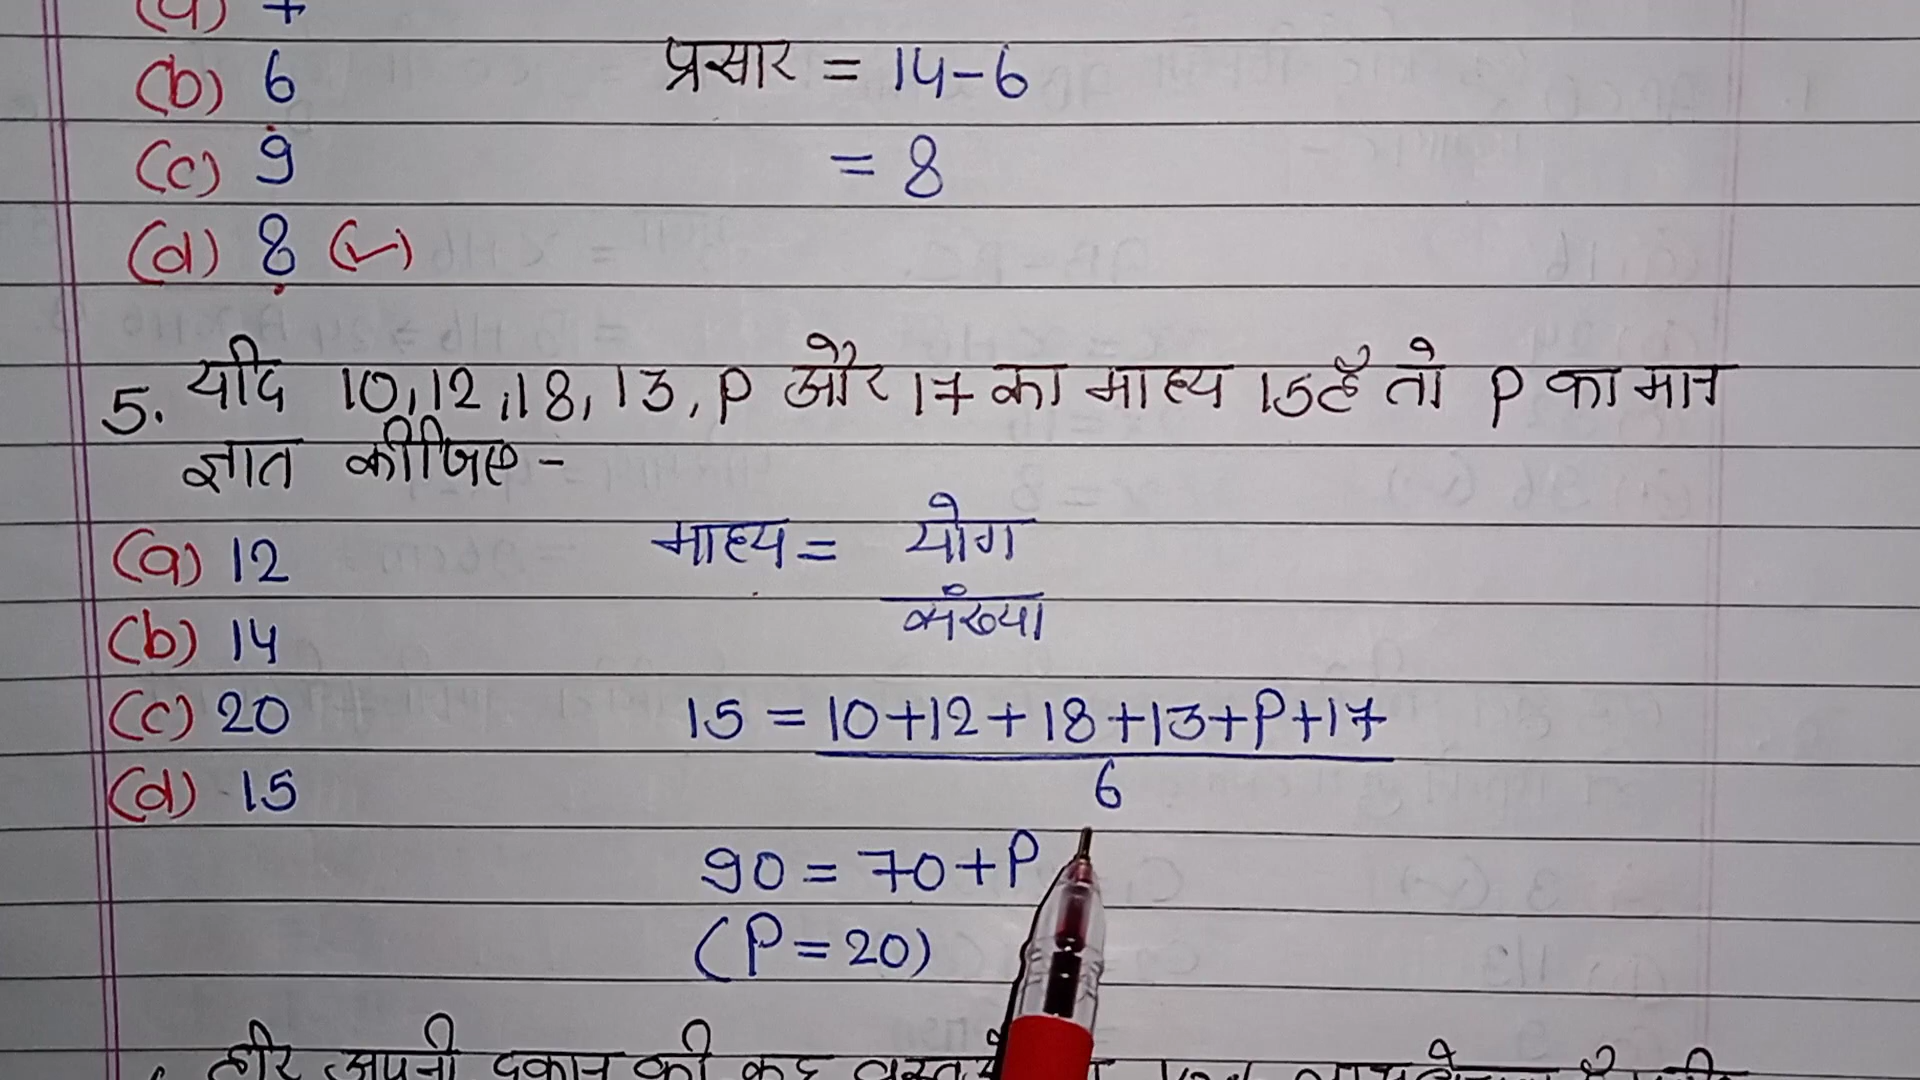 (b) 6
प्रसार = 14-6
(c) 9
= 8
(d) 8 (✓)
5. यदि 10, 12, 18, 13, P और 17 का माध्य 15 है तो P का मान
ज्ञात कीजिए -
(a) 12
माध्य = योग
संख्या
(b) 14
(c) 20
15 = 10+12+18+13+P+17
6
(d) 15
90 = 70+P
(P=20)
अपनी दुकान की कुछ